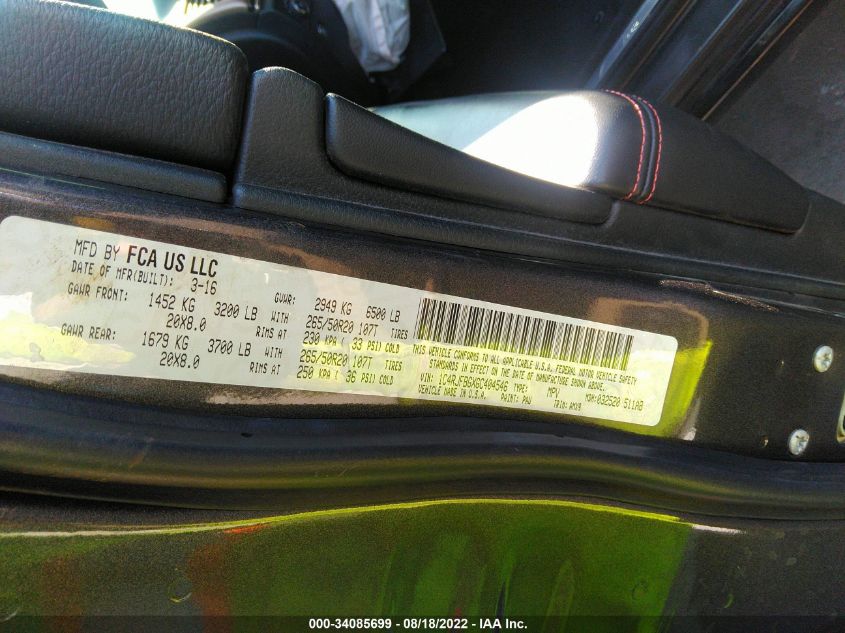 MFD BY FCA US LLC
DATE OF MFR(BUILT): 3-16
GAWR FRONT: 1452 KG 3200 LB
20X8.0 RIMS AT
GAWR REAR: 1679 KG 3700 LB WITH
20X8.0 RIMS AT
GVWR: 2949 KG 6500 LB
WITH 265/50R20 107T TIRES
230 KPA ( 33 PSI) COLD
265/50R20 107T TIRES
250 KPA ( 36 PSI) COLD
THIS VEHICLE CONFORMS TO ALL APPLICABLE U.S.A. FEDERAL MOTOR VEHICLE SAFETY
STANDARDS IN EFFECT ON THE DATE OF MANUFACTURE SHOWN ABOVE.
VIN: 1C4RJFBGXGC404546 TYPE: MPV MDH: 032520 511AB
VEHICLE MADE IN U.S.A. PAINT: PAU TRIM:
000-34085699 - 08/18/2022 - IAA Inc.